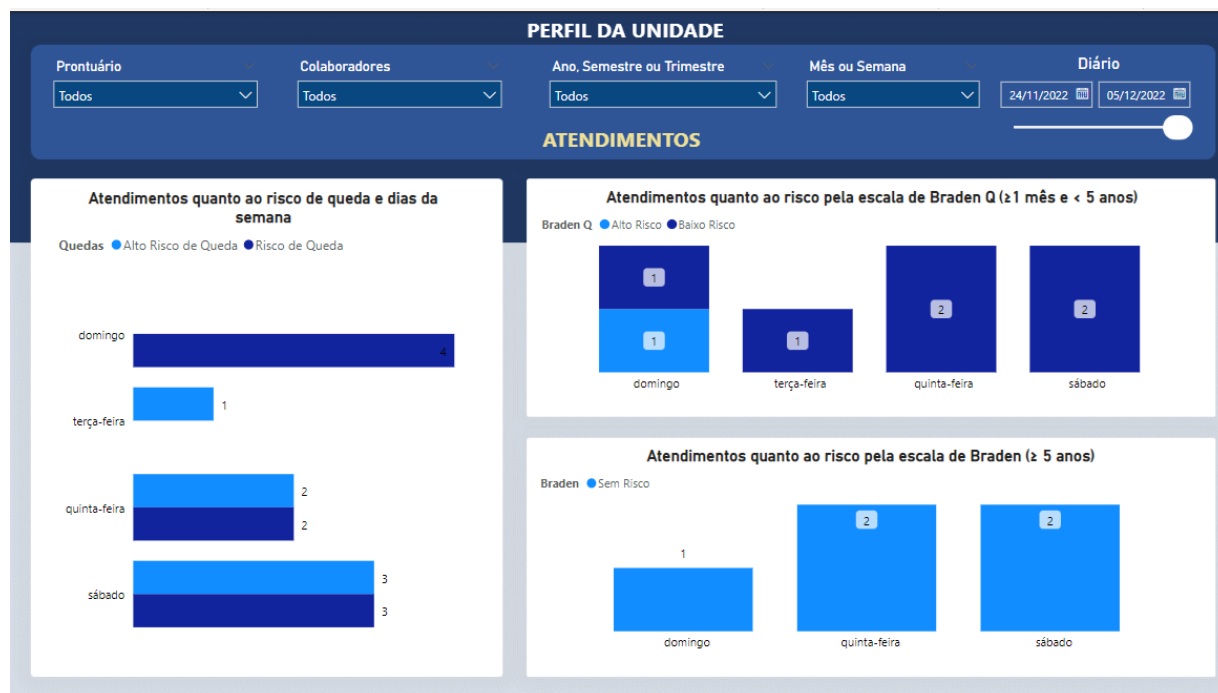 PERFIL DA UNIDADE
Prontuário
Todos
Colaboradores
Todos
Ano, Semestre ou Trimestre
Todos
Mês ou Semana
Todos
Diário
24/11/2022
05/12/2022
ATENDIMENTOS
Atendimentos quanto ao risco de queda e dias da
semana
Quedas Alto Risco de Queda Risco de Queda
domingo
4
terça-feira
1
quinta-feira
2
2
sábado
3
3
Atendimentos quanto ao risco pela escala de Braden Q (≥1 mês e < 5 anos)
Braden Q Alto Risco Baixo Risco
1
1
1
2
2
domingo
terça-feira
quinta-feira
sábado
Atendimentos quanto ao risco pela escala de Braden (≥ 5 anos)
Braden Sem Risco
1
2
2
domingo
quinta-feira
sábado